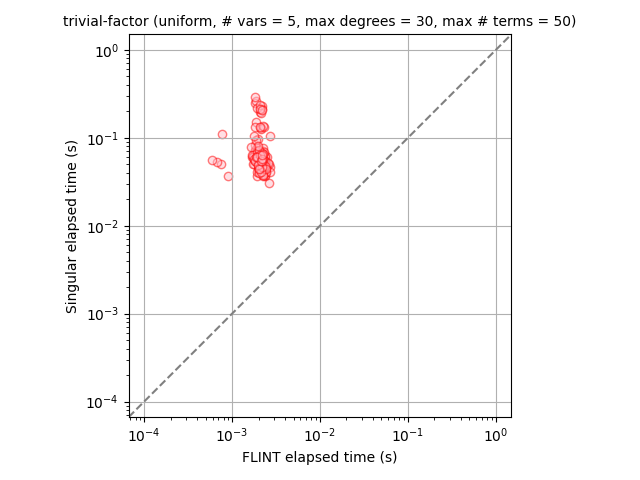 trivial-factor (uniform, # vars = 5, max degrees = 30, max # terms = 50)
Singular elapsed time (s)
10⁰
10⁻¹
10⁻²
10⁻³
10⁻⁴
10⁻⁴ 10⁻³ 10⁻² 10⁻¹ 10⁰
FLINT elapsed time (s)